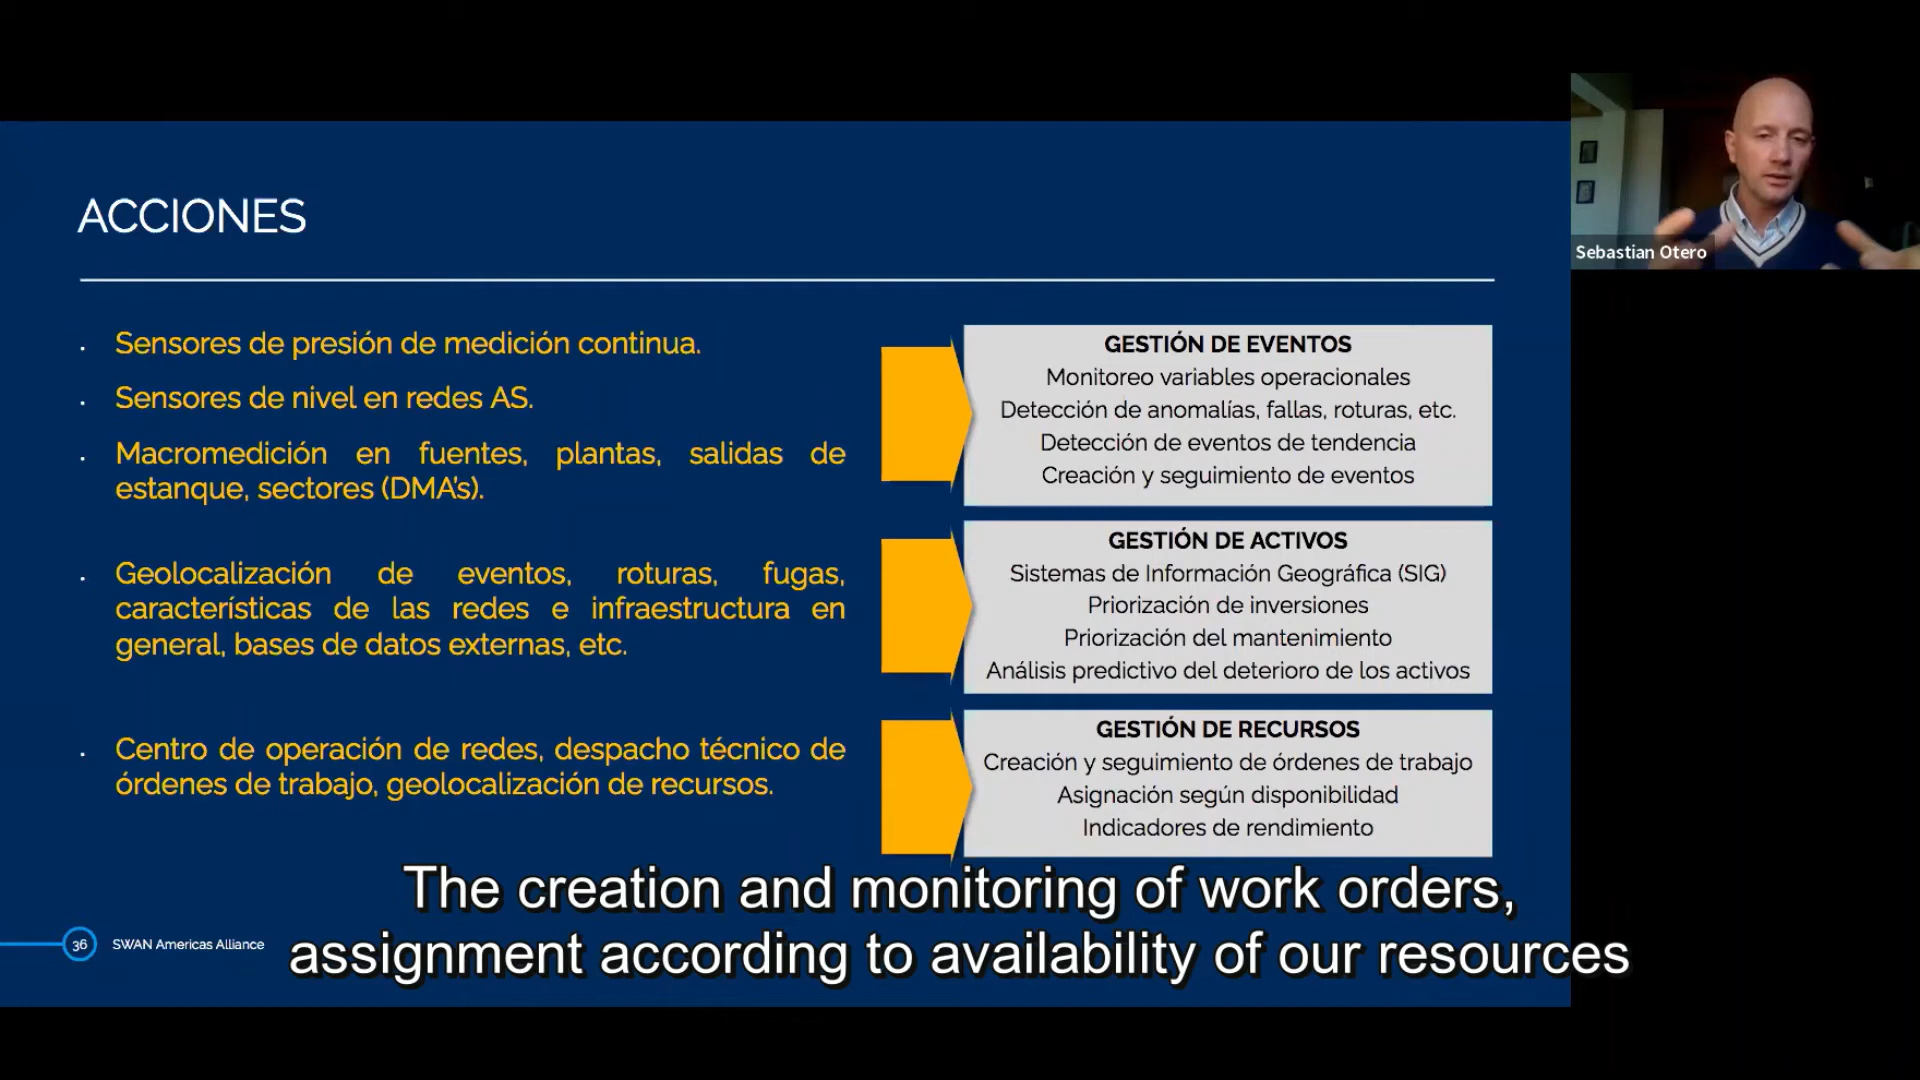 ACCIONES
· Sensores de presión de medición continua.
· Sensores de nivel en redes AS.
· Macromedición en fuentes, plantas, salidas de
estanque, sectores (DMA's).
· Geolocalización de eventos, roturas, fugas,
características de las redes e infraestructura en
general, bases de datos externas, etc.
· Centro de operación de redes, despacho técnico de
órdenes de trabajo, geolocalización de recursos.
GESTIÓN DE EVENTOS
Monitoreo variables operacionales
Detección de anomalías, fallas, roturas, etc.
Detección de eventos de tendencia
Creación y seguimiento de eventos
GESTIÓN DE ACTIVOS
Sistemas de Información Geográfica (SIG)
Priorización de inversiones
Priorización del mantenimiento
Análisis predictivo del deterioro de los activos
GESTIÓN DE RECURSOS
Creación y seguimiento de órdenes de trabajo
Asignación según disponibilidad
Indicadores de rendimiento
Sebastian Otero
The creation and monitoring of work orders,
assignment according to availability of our resources
36 SWAN Americas Alliance